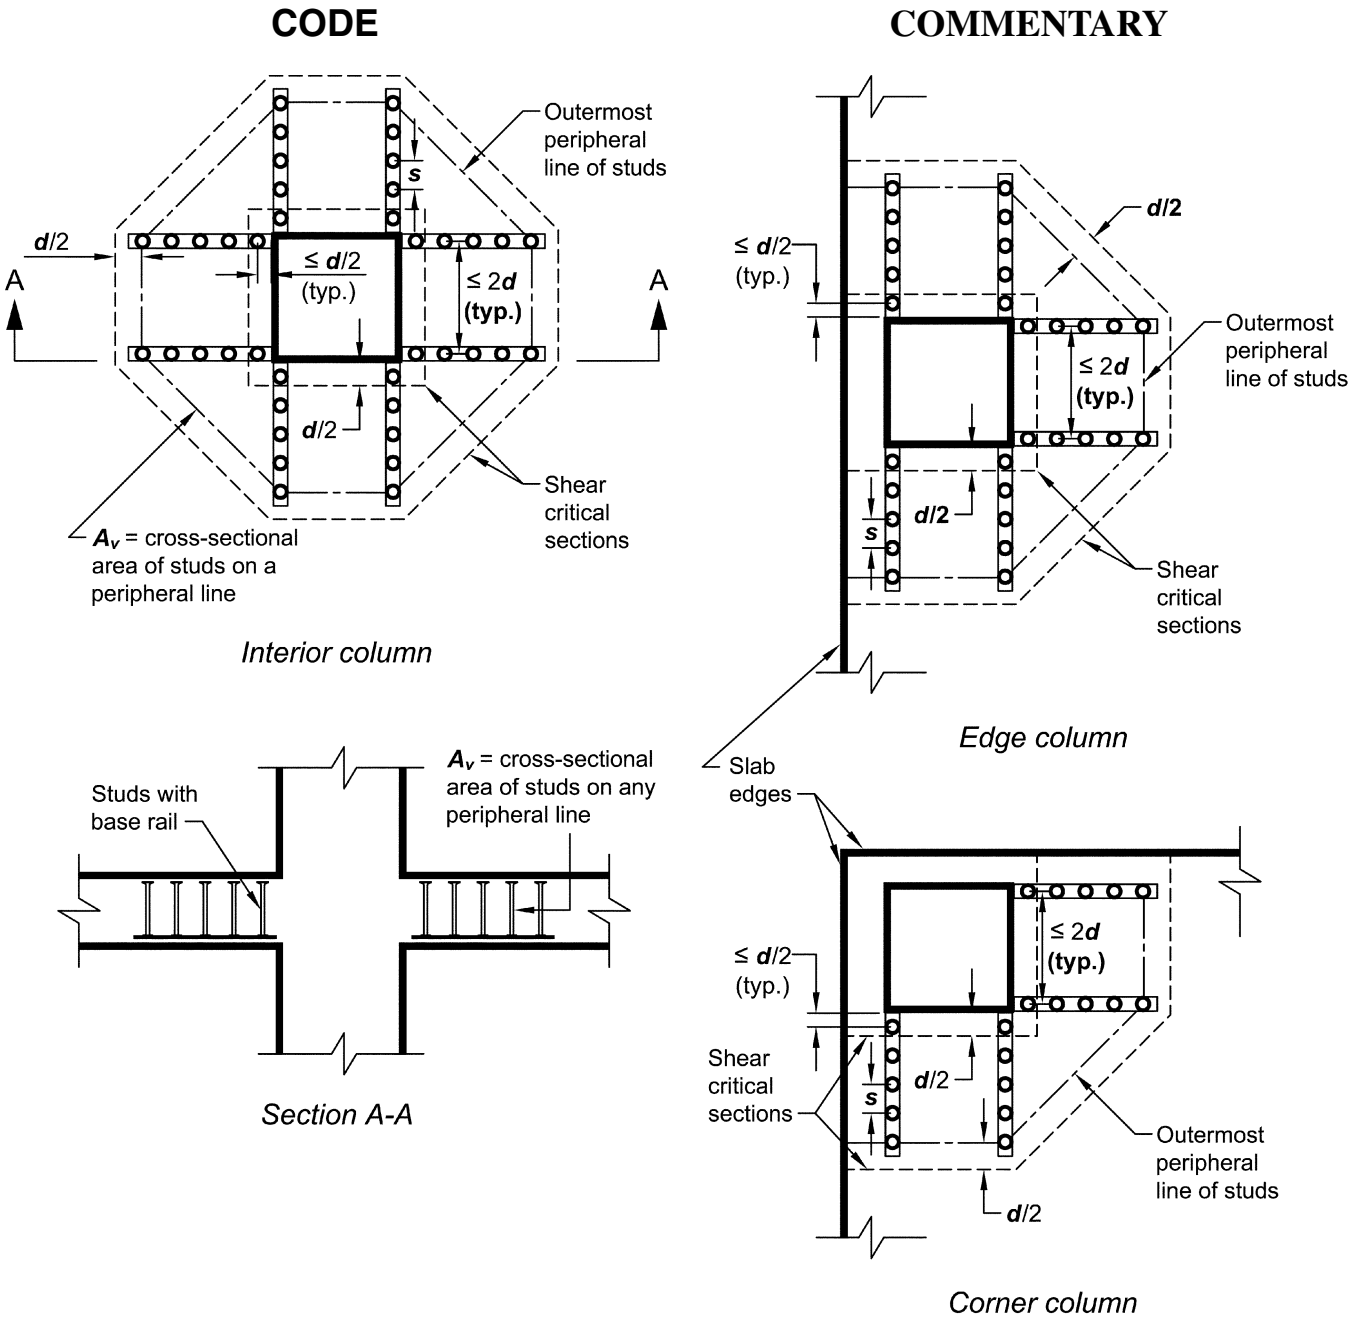 CODE
COMMENTARY
Outermost
peripheral
line of studs
s
d/2
≤ d/2
(typ.)
≤ 2d
(typ.)
A
A
d/2
Shear
critical
sections
Av = cross-sectional
area of studs on a
peripheral line
Interior column
d/2
≤ d/2
(typ.)
Outermost
peripheral
line of studs
≤ 2d
(typ.)
d/2
s
Shear
critical
sections
Edge column
Slab
edges
Studs with
base rail
Av = cross-sectional
area of studs on any
peripheral line
Section A-A
≤ 2d
(typ.)
≤ d/2
(typ.)
Shear
critical
sections
d/2
s
Outermost
peripheral
line of studs
d/2
Corner column